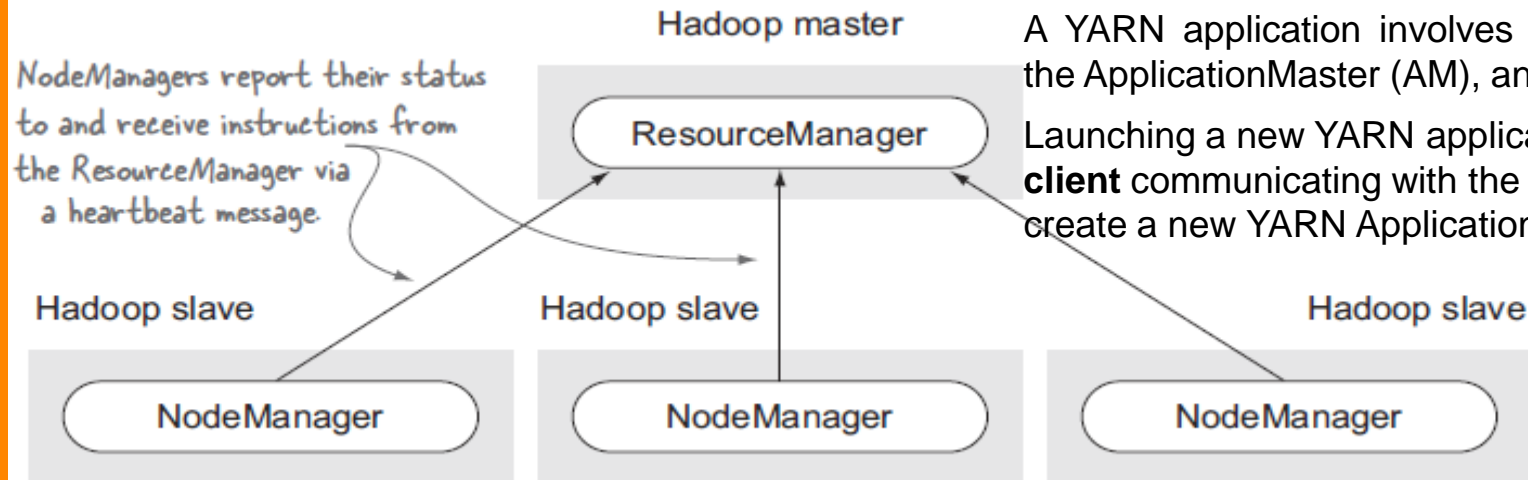 Hadoop master
NodeManagers report their status
to and receive instructions from
the ResourceManager via
a heartbeat message.
ResourceManager
A YARN application involves
the ApplicationMaster (AM), an
Launching a new YARN applica
client communicating with the
create a new YARN Application
Hadoop slave
Hadoop slave
Hadoop slave
NodeManager
NodeManager
NodeManager